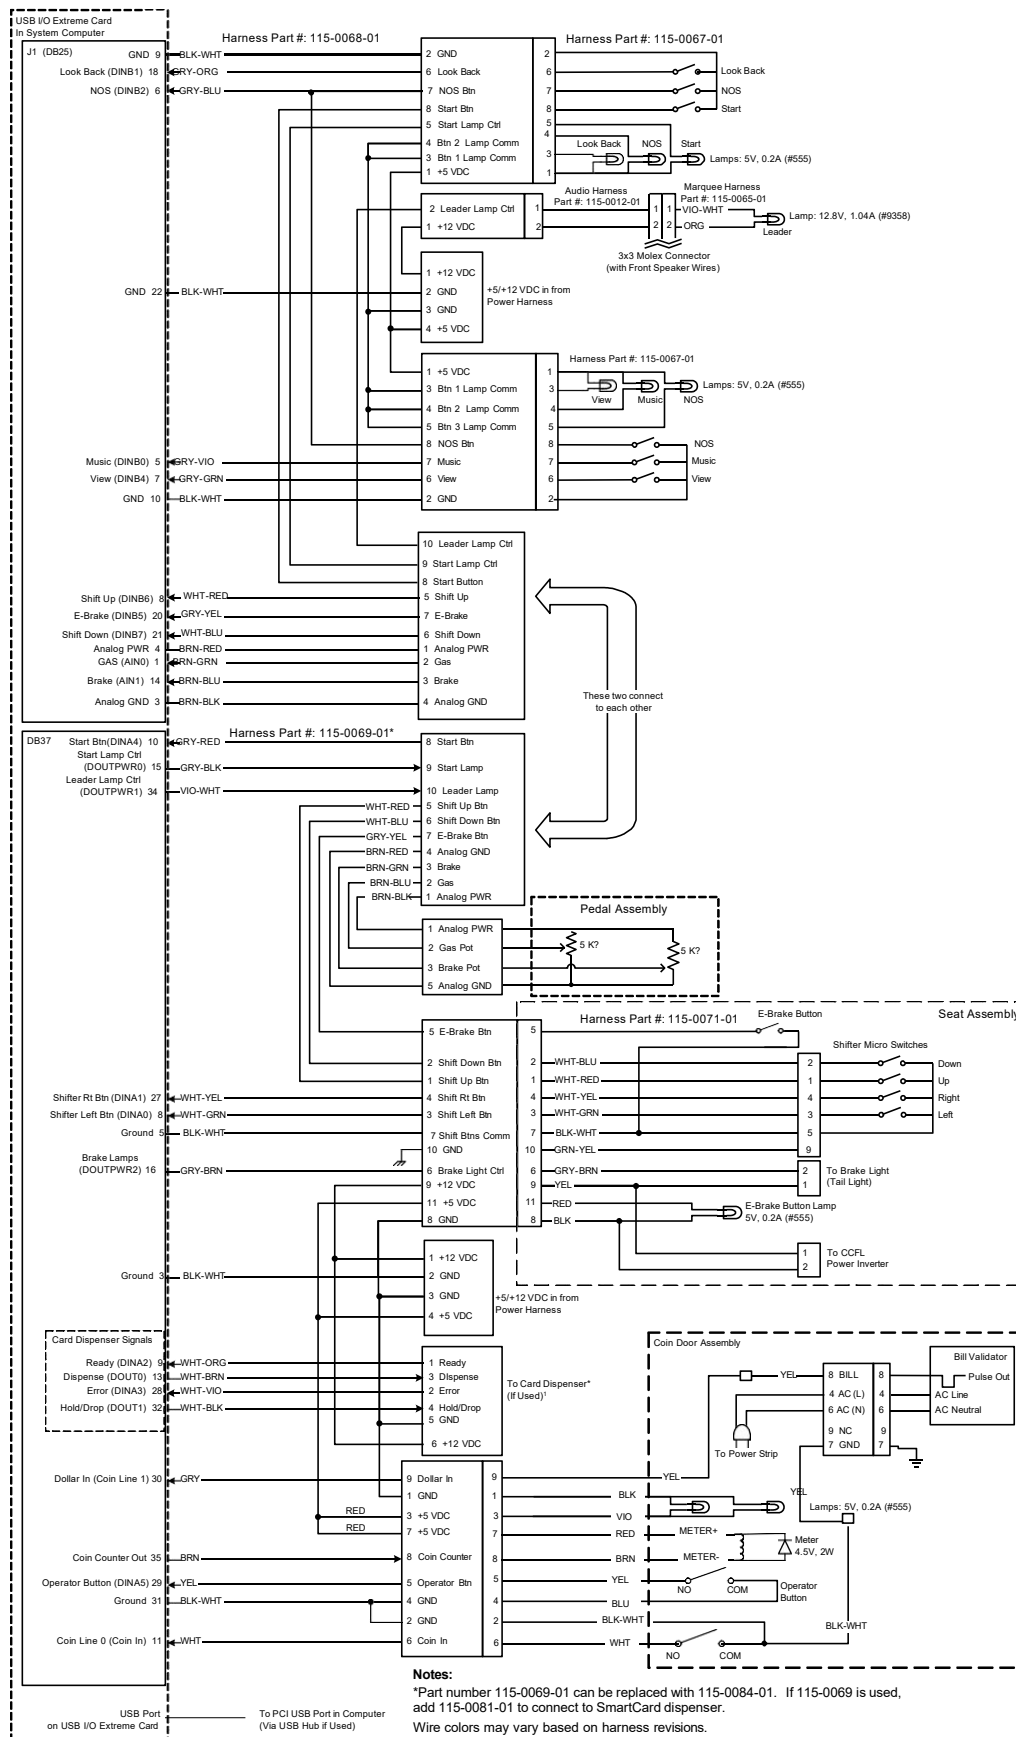 USB I/O Extreme Card
In System Computer
J1 (DB25)
Harness Part #: 115-0068-01
Harness Part #: 115-0067-01
GND 9 BLK-WHT 2 GND 2
Look Back (DINB1) 18 GRY-ORG 6 Look Back 6 Look Back
NOS (DINB2) 6 GRY-BLU 7 NOS Btn 7 NOS
8 Start Btn 8 Start
5 Start Lamp Ctrl 5
4 Btn 2 Lamp Comm 4
Look Back NOS Start
3 Btn 1 Lamp Comm 3 Lamps: 5V, 0.2A (#555)
1 +5 VDC 1
Audio Harness
Part #: 115-0012-01
Marquee Harness
Part #: 115-0065-01
2 Leader Lamp Ctrl 1 1 1 VIO-WHT
Lamp: 12.8V, 1.04A (#9358)
1 +12 VDC 2 2 2 ORG Leader
3x3 Molex Connector
(with Front Speaker Wires)
1 +12 VDC
GND 22 BLK-WHT 2 GND
3 GND
4 +5 VDC
+5/+12 VDC in from
Power Harness
Harness Part #: 115-0067-01
1 +5 VDC 1
3 Btn 1 Lamp Comm 3 Lamps: 5V, 0.2A (#555)
View Music NOS
4 Btn 2 Lamp Comm 4
5 Btn 3 Lamp Comm 5
8 NOS Btn 8 NOS
Music (DINB0) 5 GRY-VIO 7 Music 7 Music
View (DINB4) 7 GRY-GRN 6 View 6 View
GND 10 BLK-WHT 2 GND 2
10 Leader Lamp Ctrl
9 Start Lamp Ctrl
8 Start Button
Shift Up (DINB6) 8 WHT-RED 5 Shift Up
E-Brake (DINB5) 20 GRY-YEL 7 E-Brake
Shift Down (DINB7) 21 WHT-BLU 6 Shift Down
Analog PWR 4 BRN-RED 1 Analog PWR
GAS (AIN0) 1 BRN-GRN 2 Gas
Brake (AIN1) 14 BRN-BLU 3 Brake
Analog GND 3 BRN-BLK 4 Analog GND
These two connect
to each other
DB37
Harness Part #: 115-0069-01*
Start Btn(DINA4) 10 GRY-RED 8 Start Btn
Start Lamp Ctrl
(DOUTPWR0) 15 GRY-BLK 9 Start Lamp
Leader Lamp Ctrl
(DOUTPWR1) 34 VIO-WHT 10 Leader Lamp
WHT-RED 5 Shift Up Btn
WHT-BLU 6 Shift Down Btn
GRY-YEL 7 E-Brake Btn
BRN-RED 4 Analog GND
BRN-GRN 3 Brake
BRN-BLU 2 Gas
BRN-BLK 1 Analog PWR
Pedal Assembly
1 Analog PWR
2 Gas Pot 5 K? 5 K?
3 Brake Pot
5 Analog GND
Seat Assembly
Harness Part #: 115-0071-01
E-Brake Button
5 E-Brake Btn 5
Shifter Micro Switches
2 Shift Down Btn 2 WHT-BLU 2 Down
1 Shift Up Btn 1 WHT-RED 1 Up
Shifter Rt Btn (DINA1) 27 WHT-YEL 4 Shift Rt Btn 4 WHT-YEL 4 Right
Shifter Left Btn (DINA0) 8 WHT-GRN 3 Shift Left Btn 3 WHT-GRN 3 Left
Ground 5 BLK-WHT 7 Shift Btns Comm 7 BLK-WHT 5
10 GND 10 GRN-YEL 9
Brake Lamps
(DOUTPWR2) 16 GRY-BRN 6 Brake Light Ctrl 6 GRY-BRN 2
9 +12 VDC 9 YEL 1
To Brake Light
(Tail Light)
11 +5 VDC 11 RED
8 GND 8 BLK
E-Brake Button Lamp
5V, 0.2A (#555)
1 +12 VDC
Ground 3 BLK-WHT 2 GND
3 GND
4 +5 VDC
1 To CCFL
2 Power Inverter
+5/+12 VDC in from
Power Harness
Card Dispenser Signals
Ready (DINA2) 9 WHT-ORG 1 Ready
Dispense (DOUT0) 13 WHT-BRN 3 DIspense
Error (DINA3) 28 WHT-VIO 2 Error
Hold/Drop (DOUT1) 32 WHT-BLK 4 Hold/Drop
5 GND
6 +12 VDC
To Card Dispenser*
(If Used)¹
Coin Door Assembly
Bill Validator
YEL 8 BILL 8 Pulse Out
4 AC (L) 4 AC Line
6 AC (N) 6 AC Neutral
9 NC 9
7 GND 7
To Power Strip
Dollar In (Coin Line 1) 30 GRY 9 Dollar In 9 YEL
1 GND 1 BLK YEL
RED 3 +5 VDC 3 VIO Lamps: 5V, 0.2A (#555)
RED 7 +5 VDC 7 RED METER+
Meter
4.5V, 2W
Coin Counter Out 35 BRN 8 Coin Counter 8 BRN METER-
Operator Button (DINA5) 29 YEL 5 Operator Btn 5 YEL NO COM
Operator
Button
Ground 31 BLK-WHT 4 GND 4 BLU
2 GND 2 BLK-WHT BLK-WHT
Coin Line 0 (Coin In) 11 WHT 6 Coin In 6 WHT NO COM
Notes:
*Part number 115-0069-01 can be replaced with 115-0084-01. If 115-0069 is used,
add 115-0081-01 to connect to SmartCard dispenser.
Wire colors may vary based on harness revisions.
USB Port
on USB I/O Extreme Card
To PCI USB Port in Computer
(Via USB Hub if Used)